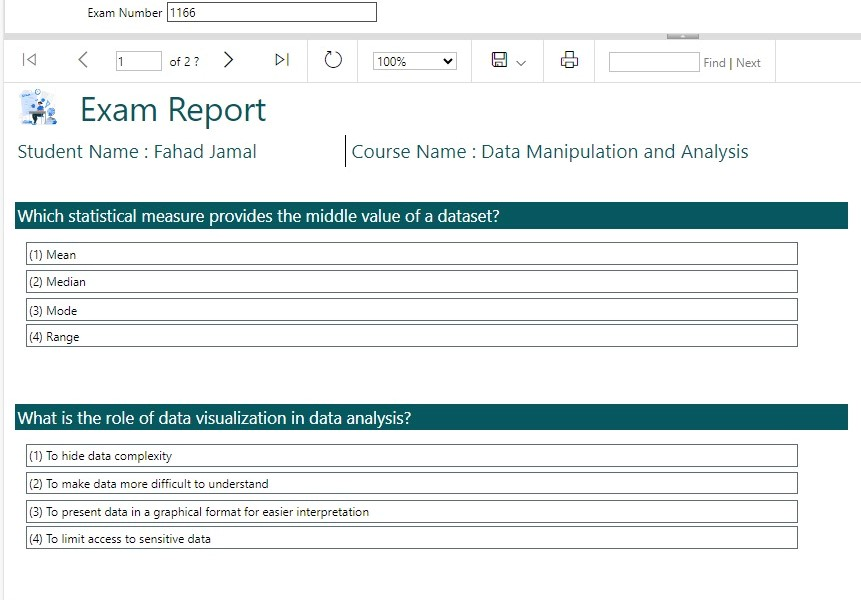 Exam Number 1166
1 of 2 ? 100% Find | Next
Exam Report
Student Name : Fahad Jamal Course Name : Data Manipulation and Analysis
Which statistical measure provides the middle value of a dataset?
(1) Mean
(2) Median
(3) Mode
(4) Range
What is the role of data visualization in data analysis?
(1) To hide data complexity
(2) To make data more difficult to understand
(3) To present data in a graphical format for easier interpretation
(4) To limit access to sensitive data